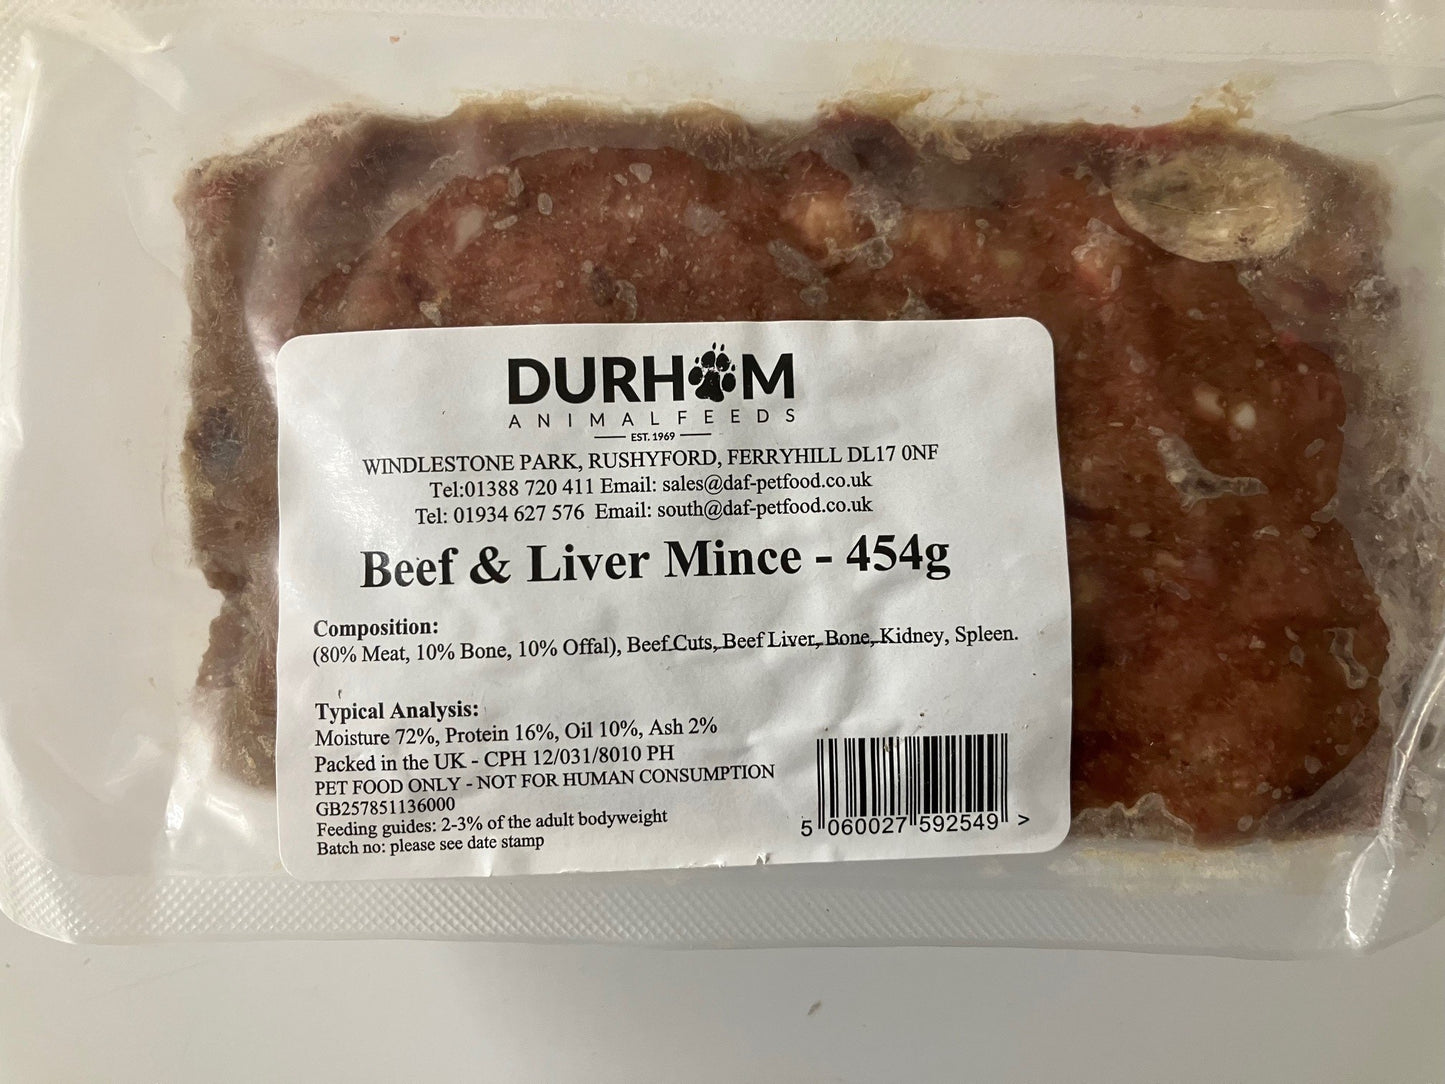 DURHAM
ANIMAL FEEDS
EST. 1969
WINDLESTONE PARK, RUSHYFORD, FERRYHILL DL17 0NF
Tel:01388 720 411 Email: sales@daf-petfood.co.uk
Tel: 01934 627 576 Email: south@daf-petfood.co.uk
Beef & Liver Mince - 454g
Composition:
(80% Meat, 10% Bone, 10% Offal), Beef Cuts, Beef Liver, Bone, Kidney, Spleen.
Typical Analysis:
Moisture 72%, Protein 16%, Oil 10%, Ash 2%
Packed in the UK - CPH 12/031/8010 PH
PET FOOD ONLY - NOT FOR HUMAN CONSUMPTION
GB257851136000
Feeding guides: 2-3% of the adult bodyweight
Batch no: please see date stamp
5 060027 592549 >